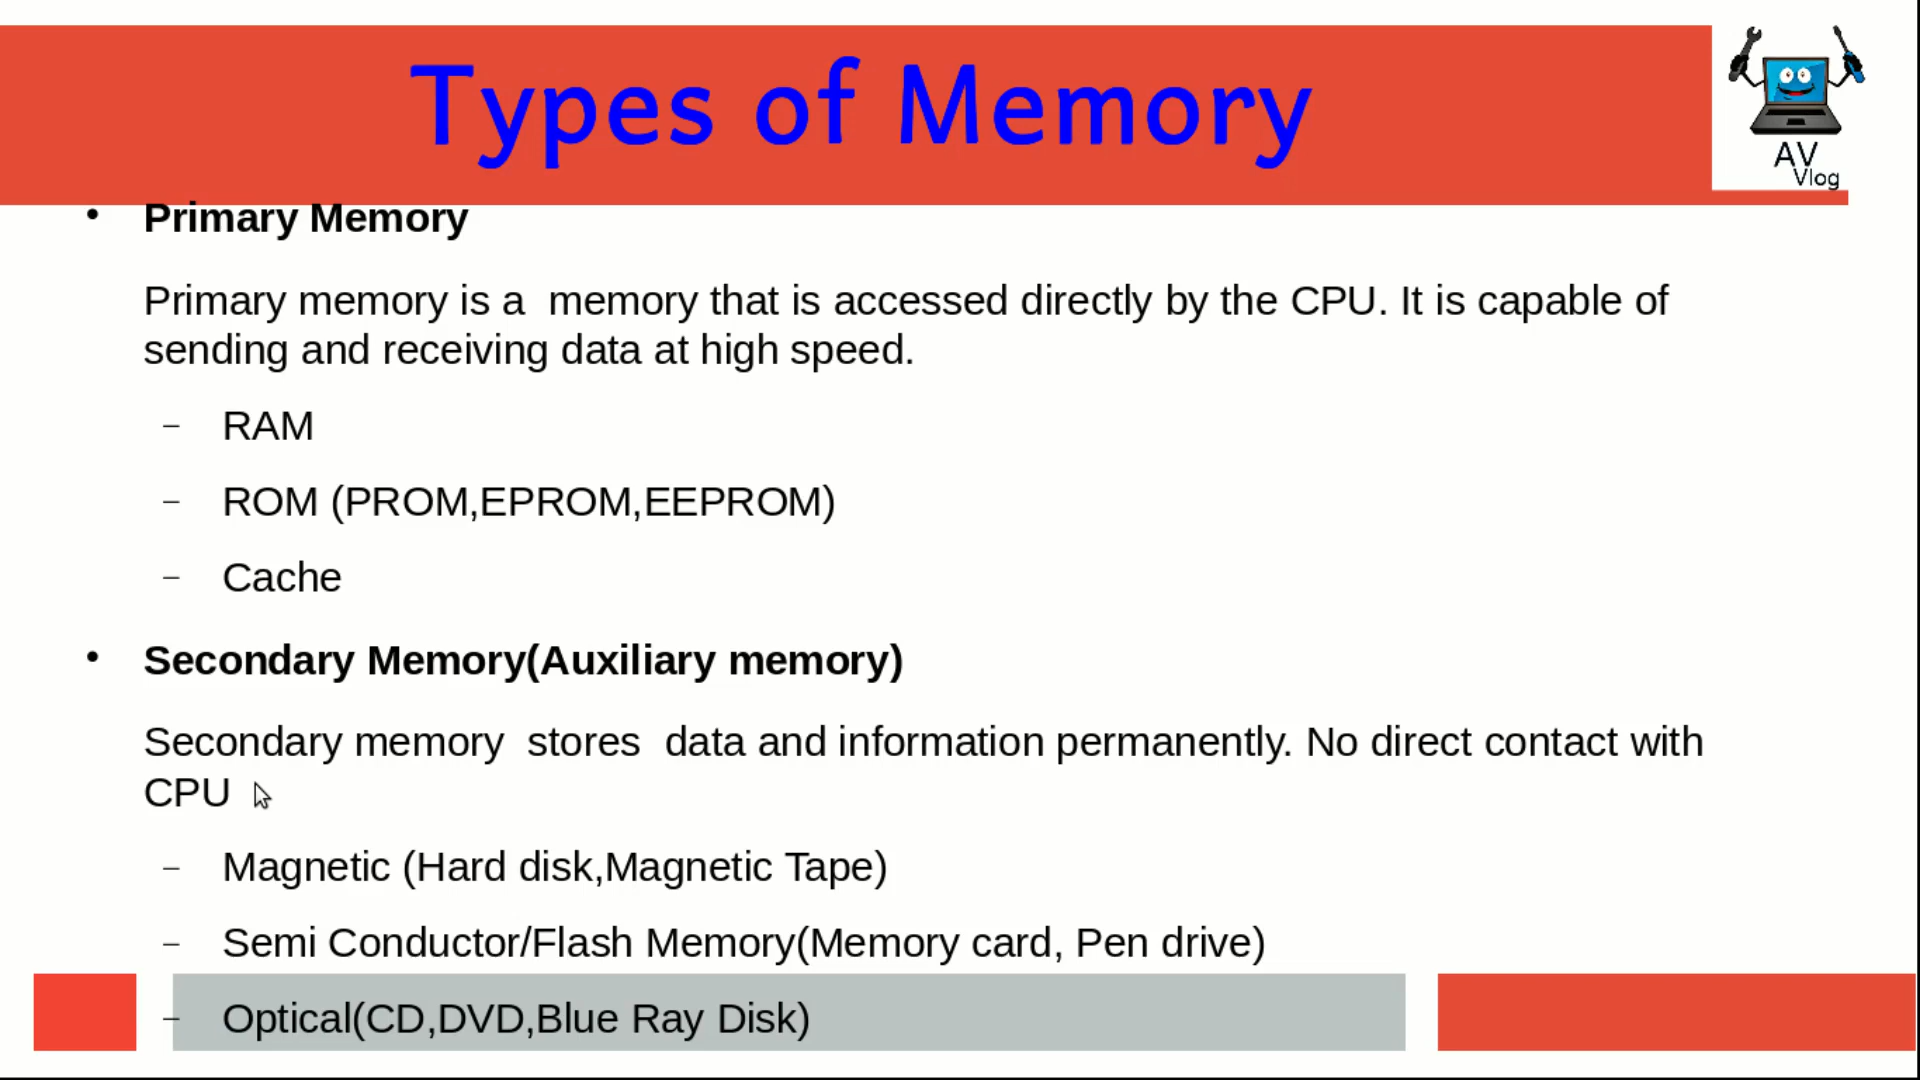 Types of Memory
AV
Vlog
• Primary Memory
Primary memory is a  memory that is accessed directly by the CPU. It is capable of
sending and receiving data at high speed.
– RAM
– ROM (PROM,EPROM,EEPROM)
– Cache
• Secondary Memory(Auxiliary memory)
Secondary memory  stores  data and information permanently. No direct contact with
CPU
– Magnetic (Hard disk,Magnetic Tape)
– Semi Conductor/Flash Memory(Memory card, Pen drive)
– Optical(CD,DVD,Blue Ray Disk)